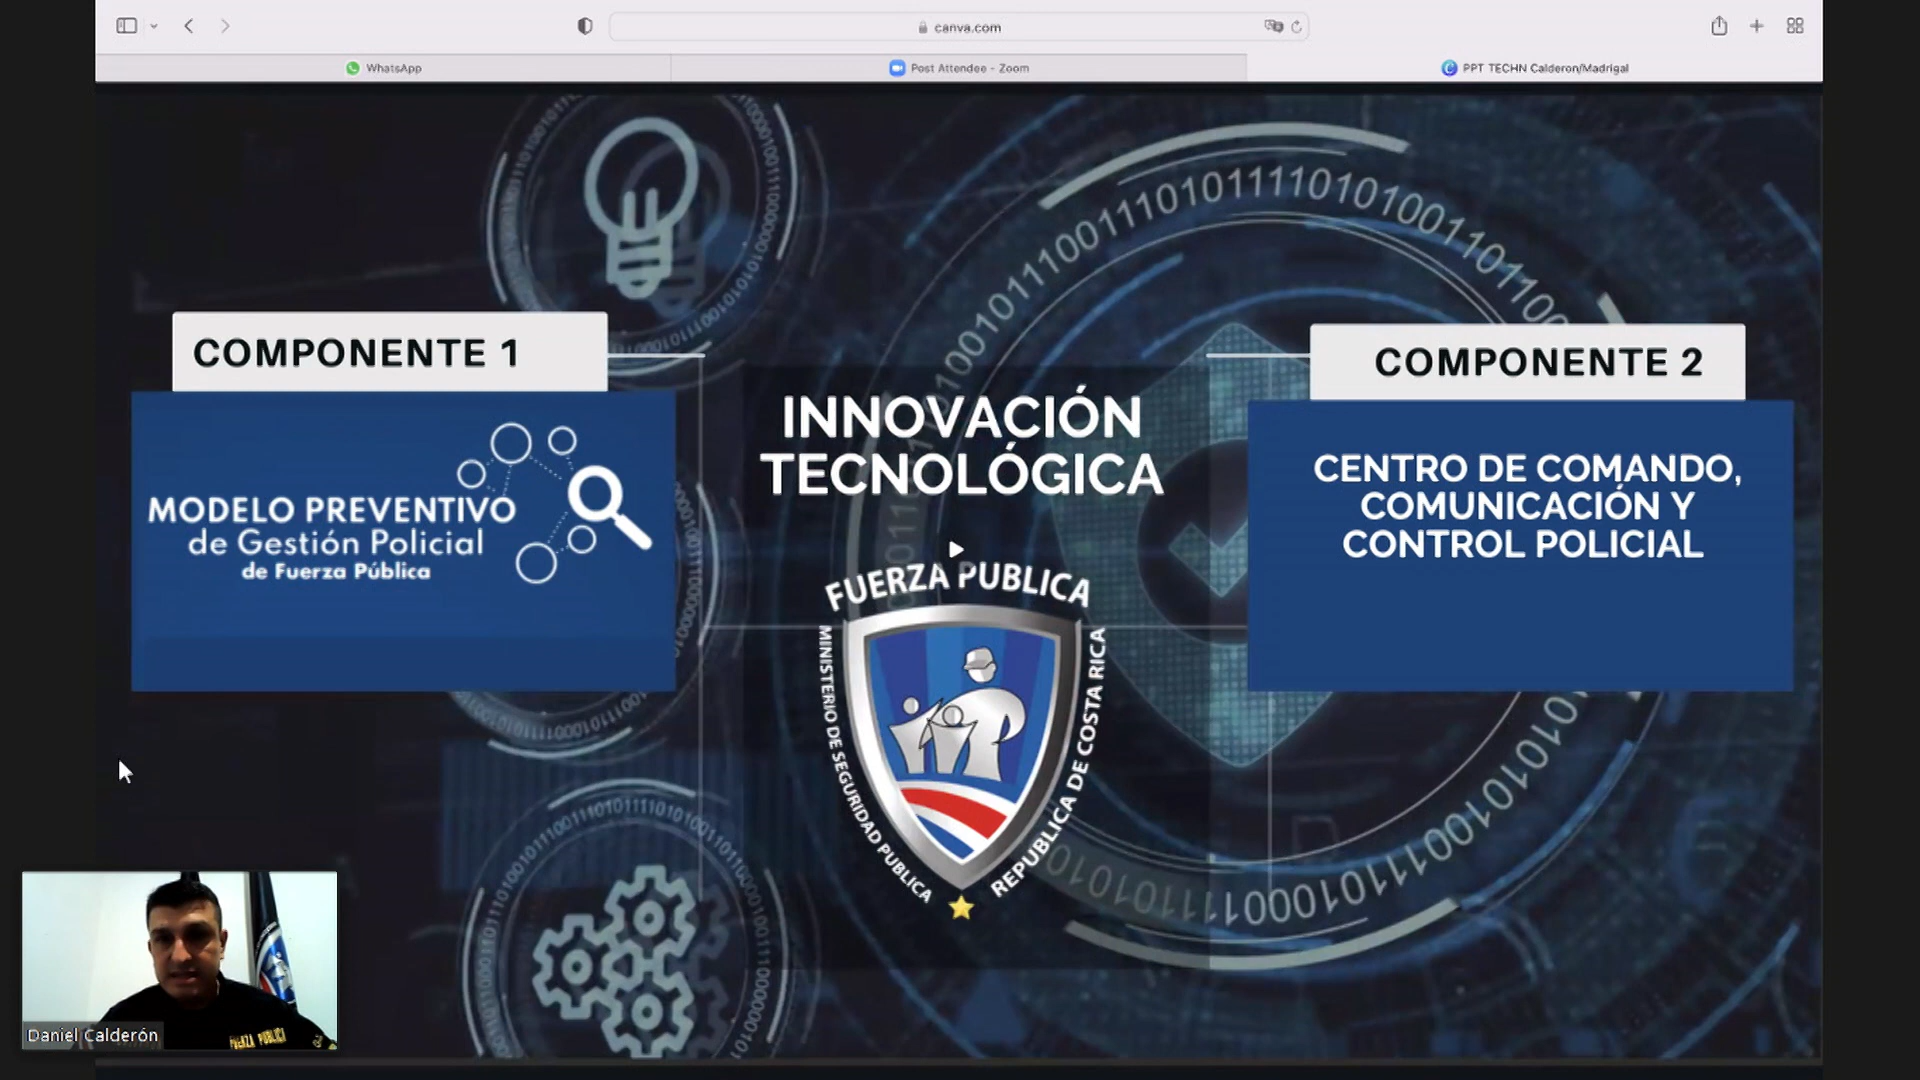 canva.com
WhatsApp
Post Attendee - Zoom
PPT TECHN Calderon/Madrigal
COMPONENTE 1
MODELO PREVENTIVO
de Gestión Policial
de Fuerza Pública
INNOVACIÓN
TECNOLÓGICA
FUERZA PUBLICA
MINISTERIO DE SEGURIDAD PUBLICA
REPUBLICA DE COSTA RICA
COMPONENTE 2
CENTRO DE COMANDO,
COMUNICACIÓN Y
CONTROL POLICIAL
Daniel Calderón